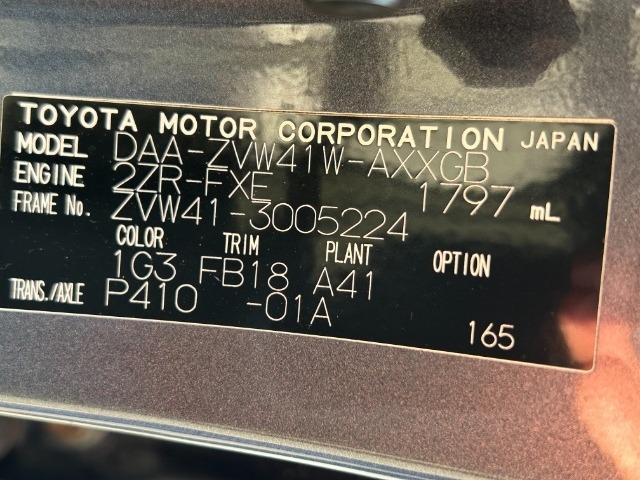 TOYOTA MOTOR CORPORATION JAPAN
MODEL DAA-ZVW41W-AXXGB
ENGINE 2ZR-FXE 1797 mL
FRAME No. ZVW41-3005224
COLOR TRIM PLANT OPTION
1G3 FB18 A41
TRANS./AXLE P410 -01A
165